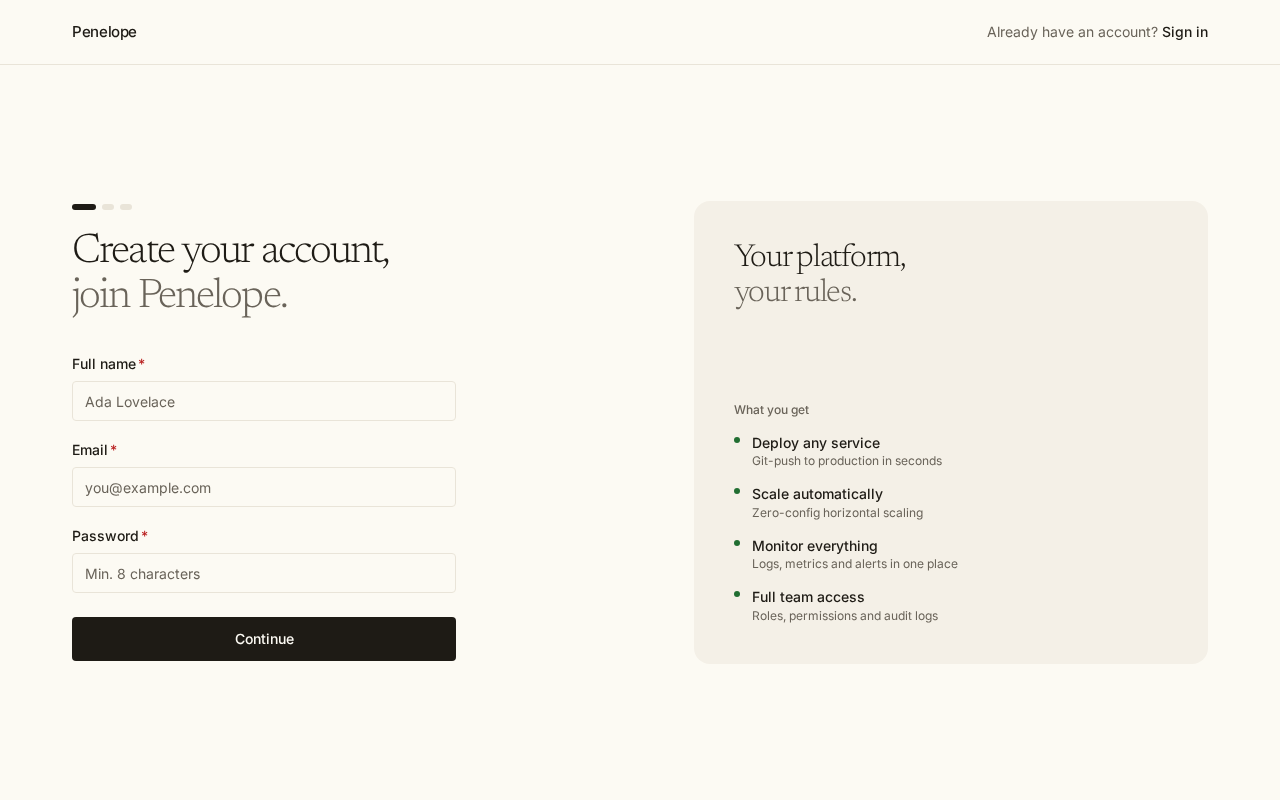 Penelope
Already have an account? Sign in
Create your account,
join Penelope.
Full name *
Ada Lovelace
Email *
you@example.com
Password *
Min. 8 characters
Continue
Your platform,
your rules.
What you get
Deploy any service
Git-push to production in seconds
Scale automatically
Zero-config horizontal scaling
Monitor everything
Logs, metrics and alerts in one place
Full team access
Roles, permissions and audit logs